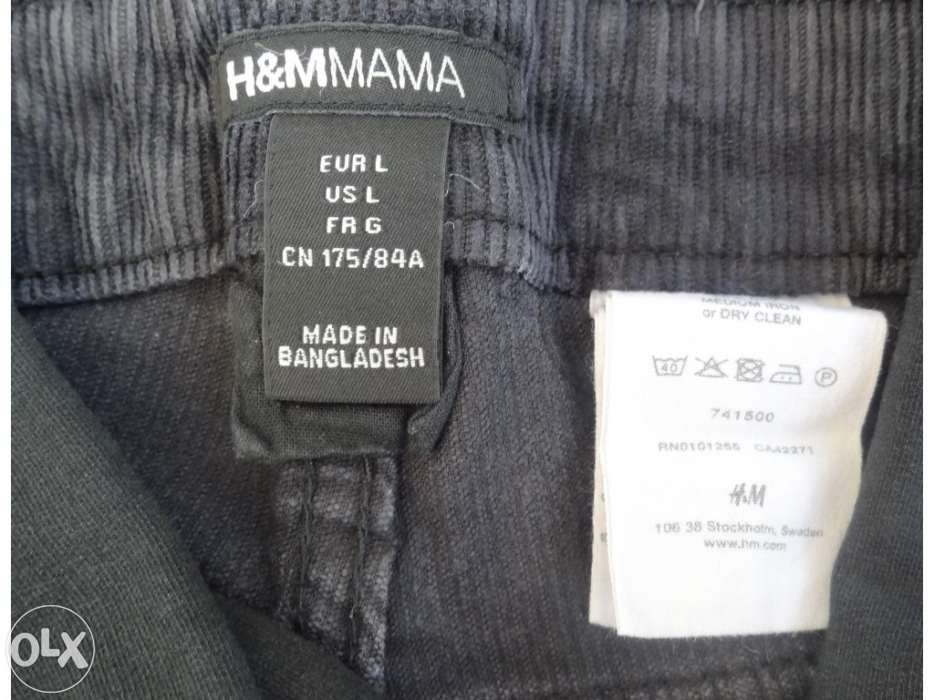 H&MMAMA
EUR L
US L
FR G
CN 175/84A
MADE IN
BANGLADESH
MEDIUM IRON
or DRY CLEAN
40
P
741500
RN0101255 CA42271
H&M
106 38 Stockholm, Sweden
www.hm.com
OLX